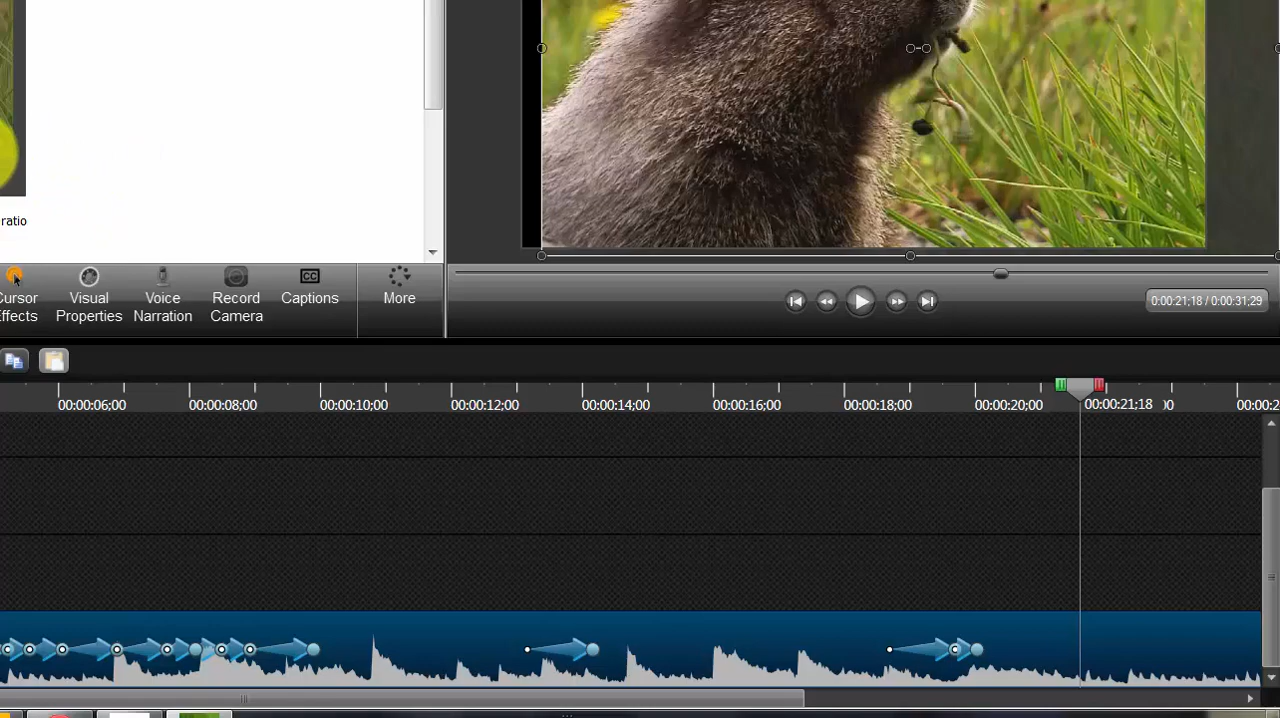 ratio
Cursor Effects
Visual Properties
Voice Narration
Record Camera
CC
Captions
More
0:00:21;18 / 0:00:31;29
00:00:06;00 00:00:08;00 00:00:10;00 00:00:12;00 00:00:14;00 00:00:16;00 00:00:18;00 00:00:20;00 00:00:21;18 00 00:00:2